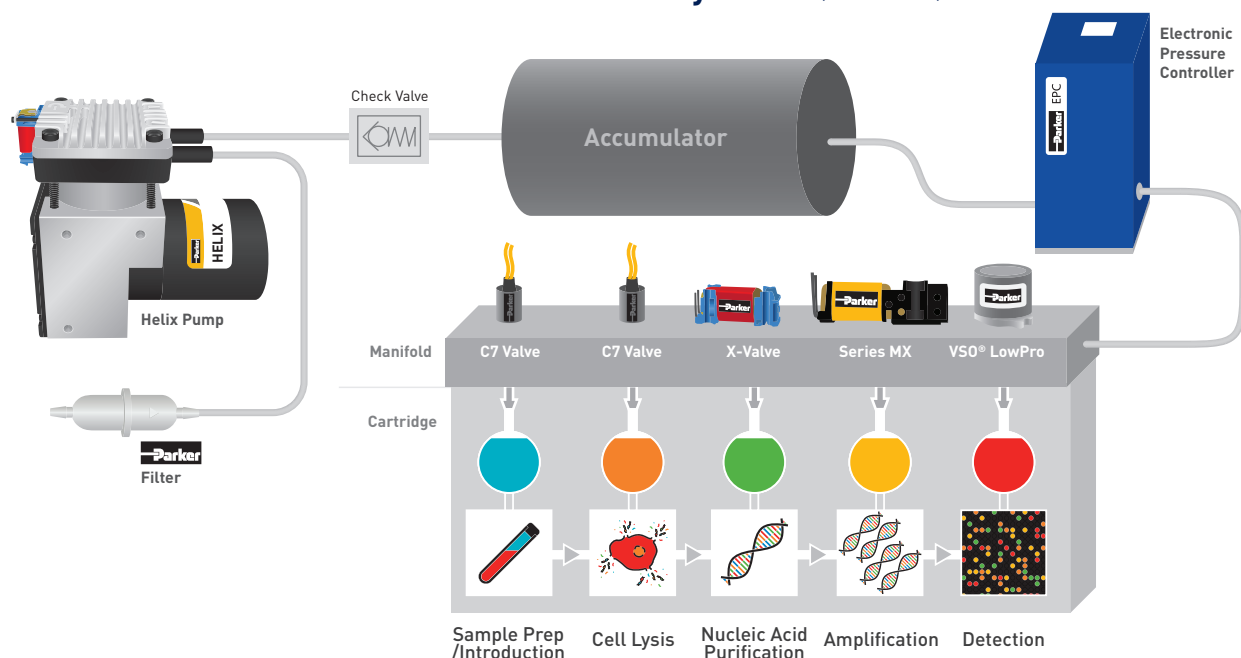 Electronic
Pressure
Controller
Check Valve
Accumulator
Parker EPC
Parker
HELIX
Helix Pump
Parker
Parker
Parker
Manifold
C7 Valve
C7 Valve
X-Valve
Series MX
VSO® LowPro
Cartridge
Parker
Filter
Sample Prep
/Introduction
Cell Lysis
Nucleic Acid
Purification
Amplification
Detection